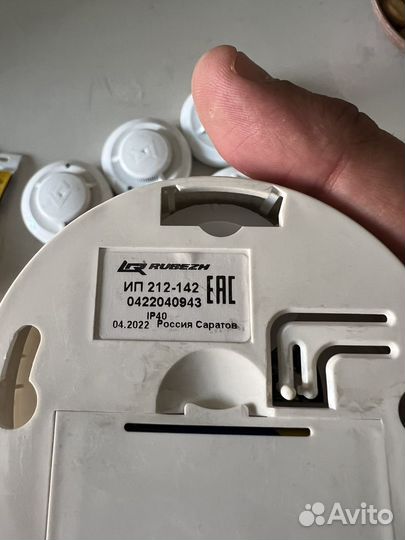 RUBEZH
ИП 212-142
0422040943
EAC
IP40
04.2022 Россия Саратов
Avito